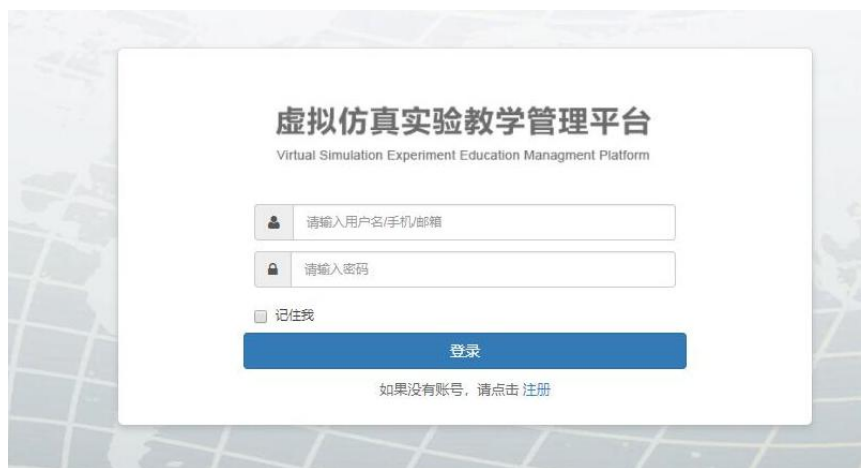 虚拟仿真实验教学管理平台
Virtual Simulation Experiment Education Managment Platform
请输入用户名/手机/邮箱
请输入密码
记住我
登录
如果没有账号，请点击 注册